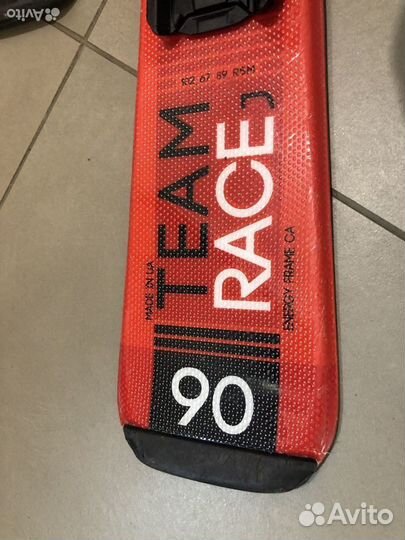 Avito
102 67 89 R5M
TEAM
RACE J
MADE IN UA
ENERGY FRAME CA
90
Avito